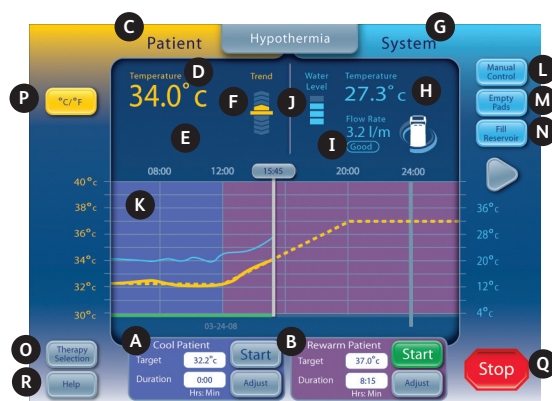 C
G
Patient
Hypothermia
System
D
Temperature
34.0°c
Trend
F
E
J
Water
Level
Temperature
27.3°c
H
Flow Rate
3.2 l/m
Good
I
P
°C/°F
Manual
Control
L
Empty
Pads
M
Fill
Reservoir
N
08:00 12:00 15:45 20:00 24:00
K
40°c
38°c
36°c
34°c
32°c
30°c
36°c
28°c
20°c
12°c
4°c
03-24-08
A
Cool Patient
Target 32.2°c Start
Duration 0:00 Adjust
Hrs: Min
B
Rewarm Patient
Target 37.0°c Start
Duration 8:15 Adjust
Hrs: Min
O
Therapy
Selection
R
Help
Stop
Q